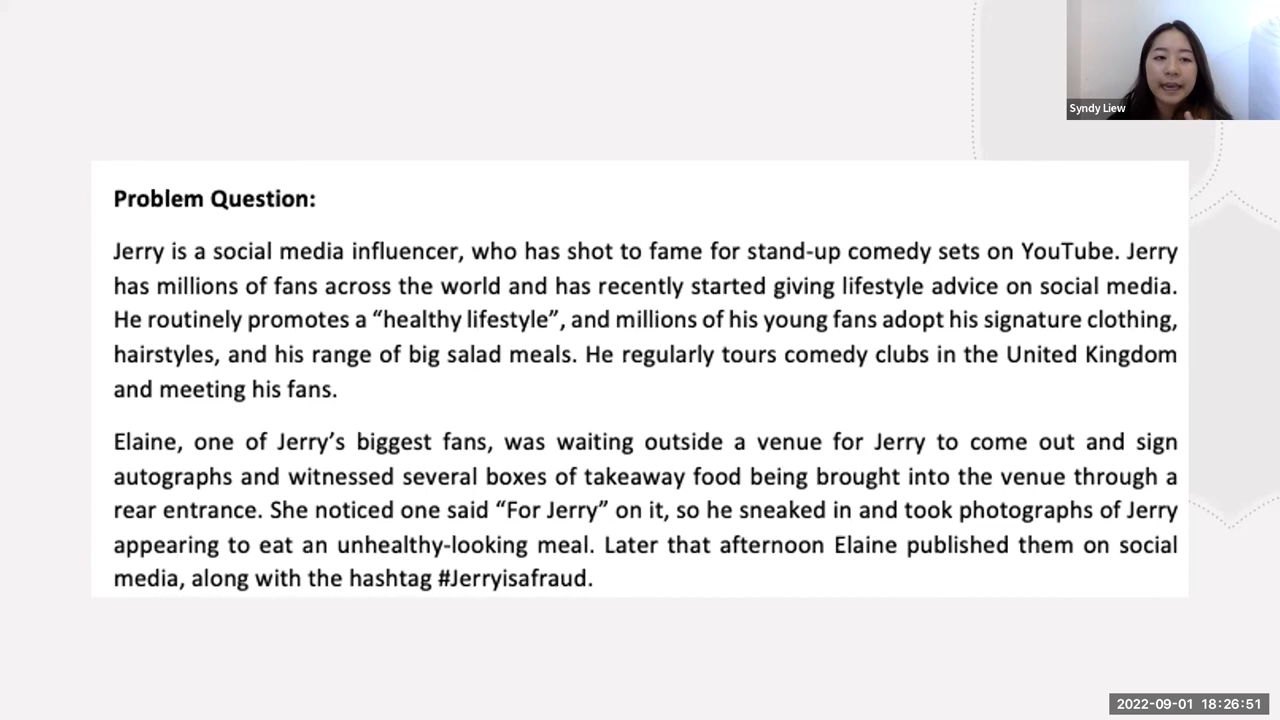 Syndy Liew
Problem Question:
Jerry is a social media influencer, who has shot to fame for stand-up comedy sets on YouTube. Jerry
has millions of fans across the world and has recently started giving lifestyle advice on social media.
He routinely promotes a “healthy lifestyle”, and millions of his young fans adopt his signature clothing,
hairstyles, and his range of big salad meals. He regularly tours comedy clubs in the United Kingdom
and meeting his fans.
Elaine, one of Jerry’s biggest fans, was waiting outside a venue for Jerry to come out and sign
autographs and witnessed several boxes of takeaway food being brought into the venue through a
rear entrance. She noticed one said “For Jerry” on it, so he sneaked in and took photographs of Jerry
appearing to eat an unhealthy-looking meal. Later that afternoon Elaine published them on social
media, along with the hashtag #Jerryisafraud.
2022-09-01 18:26:51